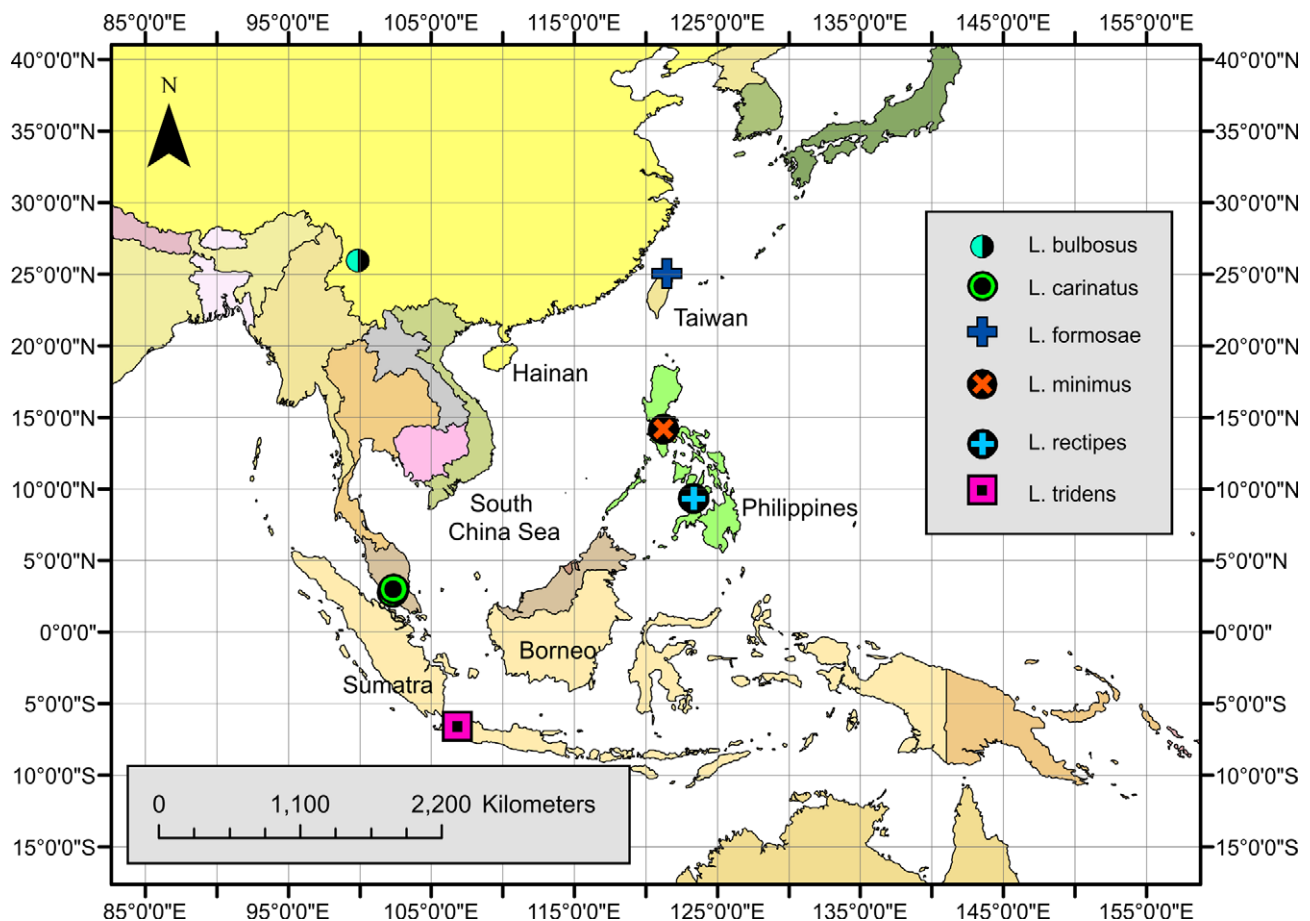 85°0'0"E 95°0'0"E 105°0'0"E 115°0'0"E 125°0'0"E 135°0'0"E 145°0'0"E 155°0'0"E
40°0'0"N 40°0'0"N
N
35°0'0"N 35°0'0"N
30°0'0"N 30°0'0"N
25°0'0"N 25°0'0"N
20°0'0"N 20°0'0"N
15°0'0"N 15°0'0"N
10°0'0"N 10°0'0"N
5°0'0"N 5°0'0"N
0°0'0" 0°0'0"
5°0'0"S 5°0'0"S
10°0'0"S 10°0'0"S
15°0'0"S 15°0'0"S
L. bulbosus
L. carinatus
L. formosae
L. minimus
L. rectipes
L. tridens
Taiwan
Hainan
South
China Sea
Philippines
Borneo
Sumatra
0 1,100 2,200 Kilometers
85°0'0"E 95°0'0"E 105°0'0"E 115°0'0"E 125°0'0"E 135°0'0"E 145°0'0"E 155°0'0"E